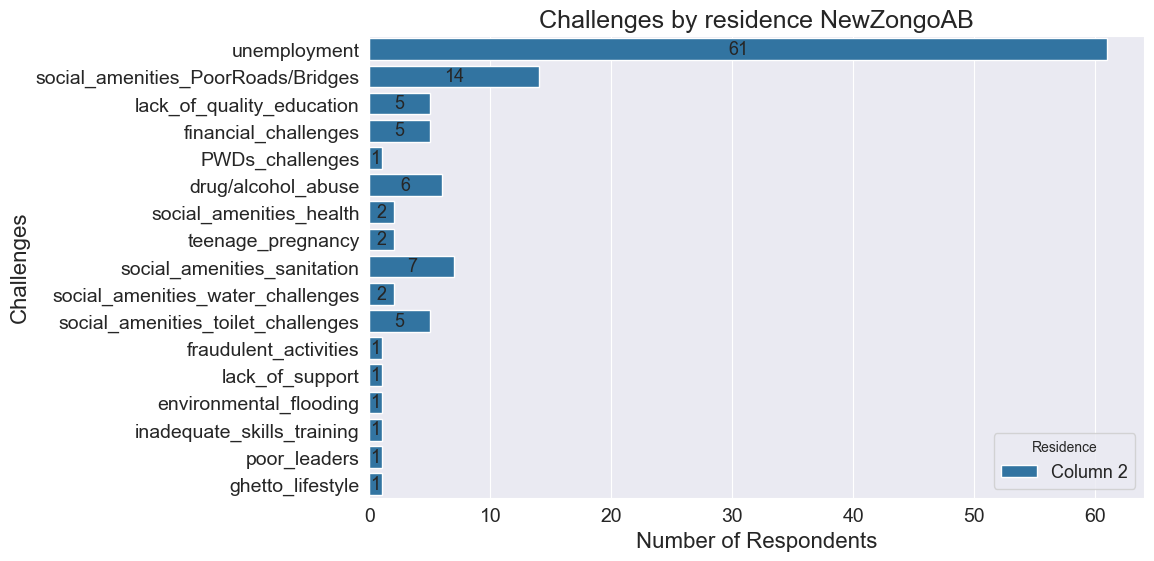 Challenges by residence NewZongoAB
Challenges
unemployment 61
social_amenities_PoorRoads/Bridges 14
lack_of_quality_education 5
financial_challenges 5
PWDs_challenges 1
drug/alcohol_abuse 6
social_amenities_health 2
teenage_pregnancy 2
social_amenities_sanitation 7
social_amenities_water_challenges 2
social_amenities_toilet_challenges 5
fraudulent_activities 1
lack_of_support 1
environmental_flooding 1
inadequate_skills_training 1
poor_leaders 1
ghetto_lifestyle 1
Residence
Column 2
0 10 20 30 40 50 60
Number of Respondents